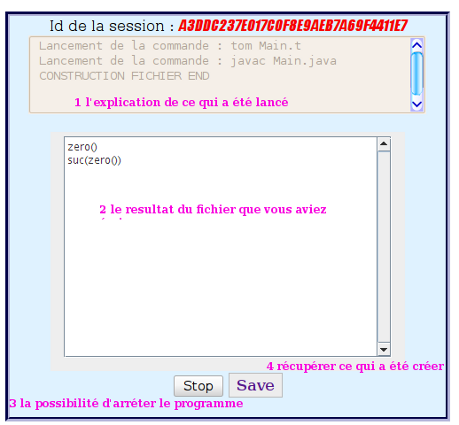 Id de la session : A3DDC237E017C0F8E9AEB7A69F4411E7
Lancement de la commande : tom Main.t
Lancement de la commande : javac Main.java
CONSTRUCTION FICHIER END
1 l'explication de ce qui a été lancé
zero()
suc(zero())
2 le resultat du fichier que vous aviez
4 récupérer ce qui a été créer
Stop Save
3 la possibilité d'arréter le programme